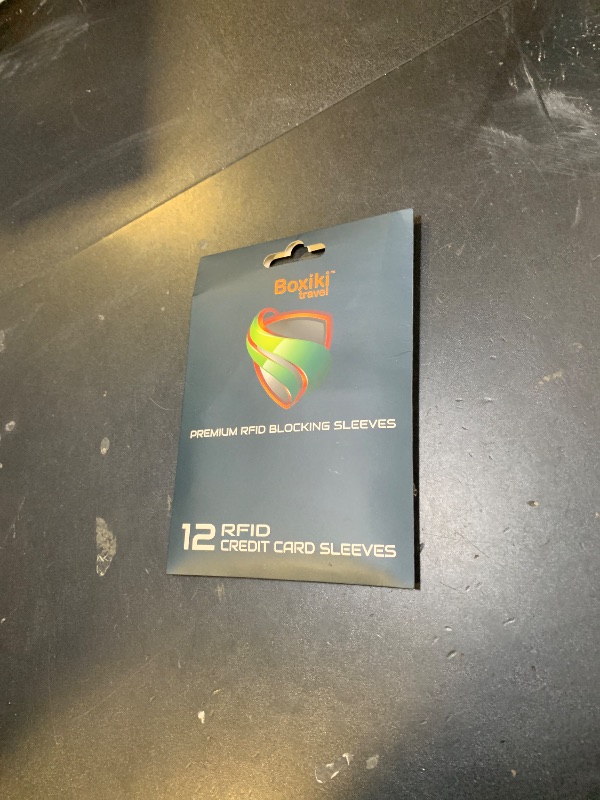 Boxiki™
travel
PREMIUM RFID BLOCKING SLEEVES
12 RFID
CREDIT CARD SLEEVES